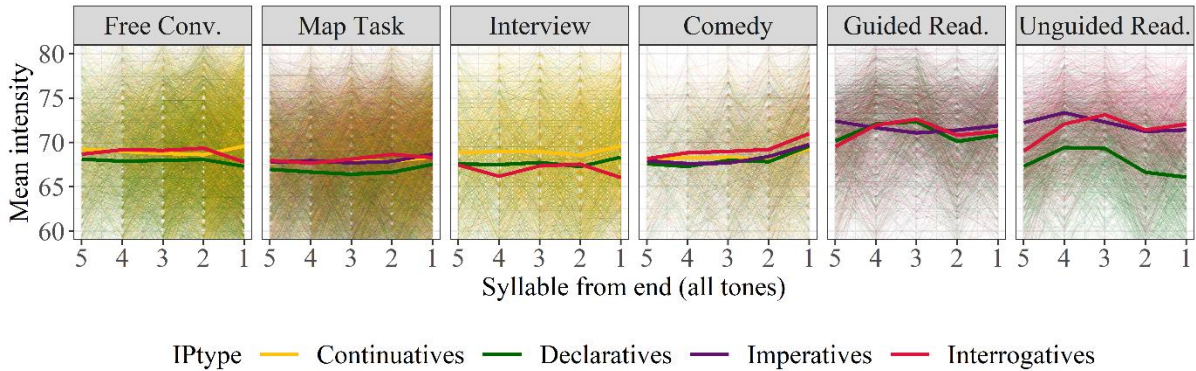 Free Conv. Map Task Interview Comedy Guided Read. Unguided Read.
80
75
70
65
60
Mean intensity
5 4 3 2 1 5 4 3 2 1 5 4 3 2 1 5 4 3 2 1 5 4 3 2 1 5 4 3 2 1
Syllable from end (all tones)
IPtype Continuatives Declaratives Imperatives Interrogatives